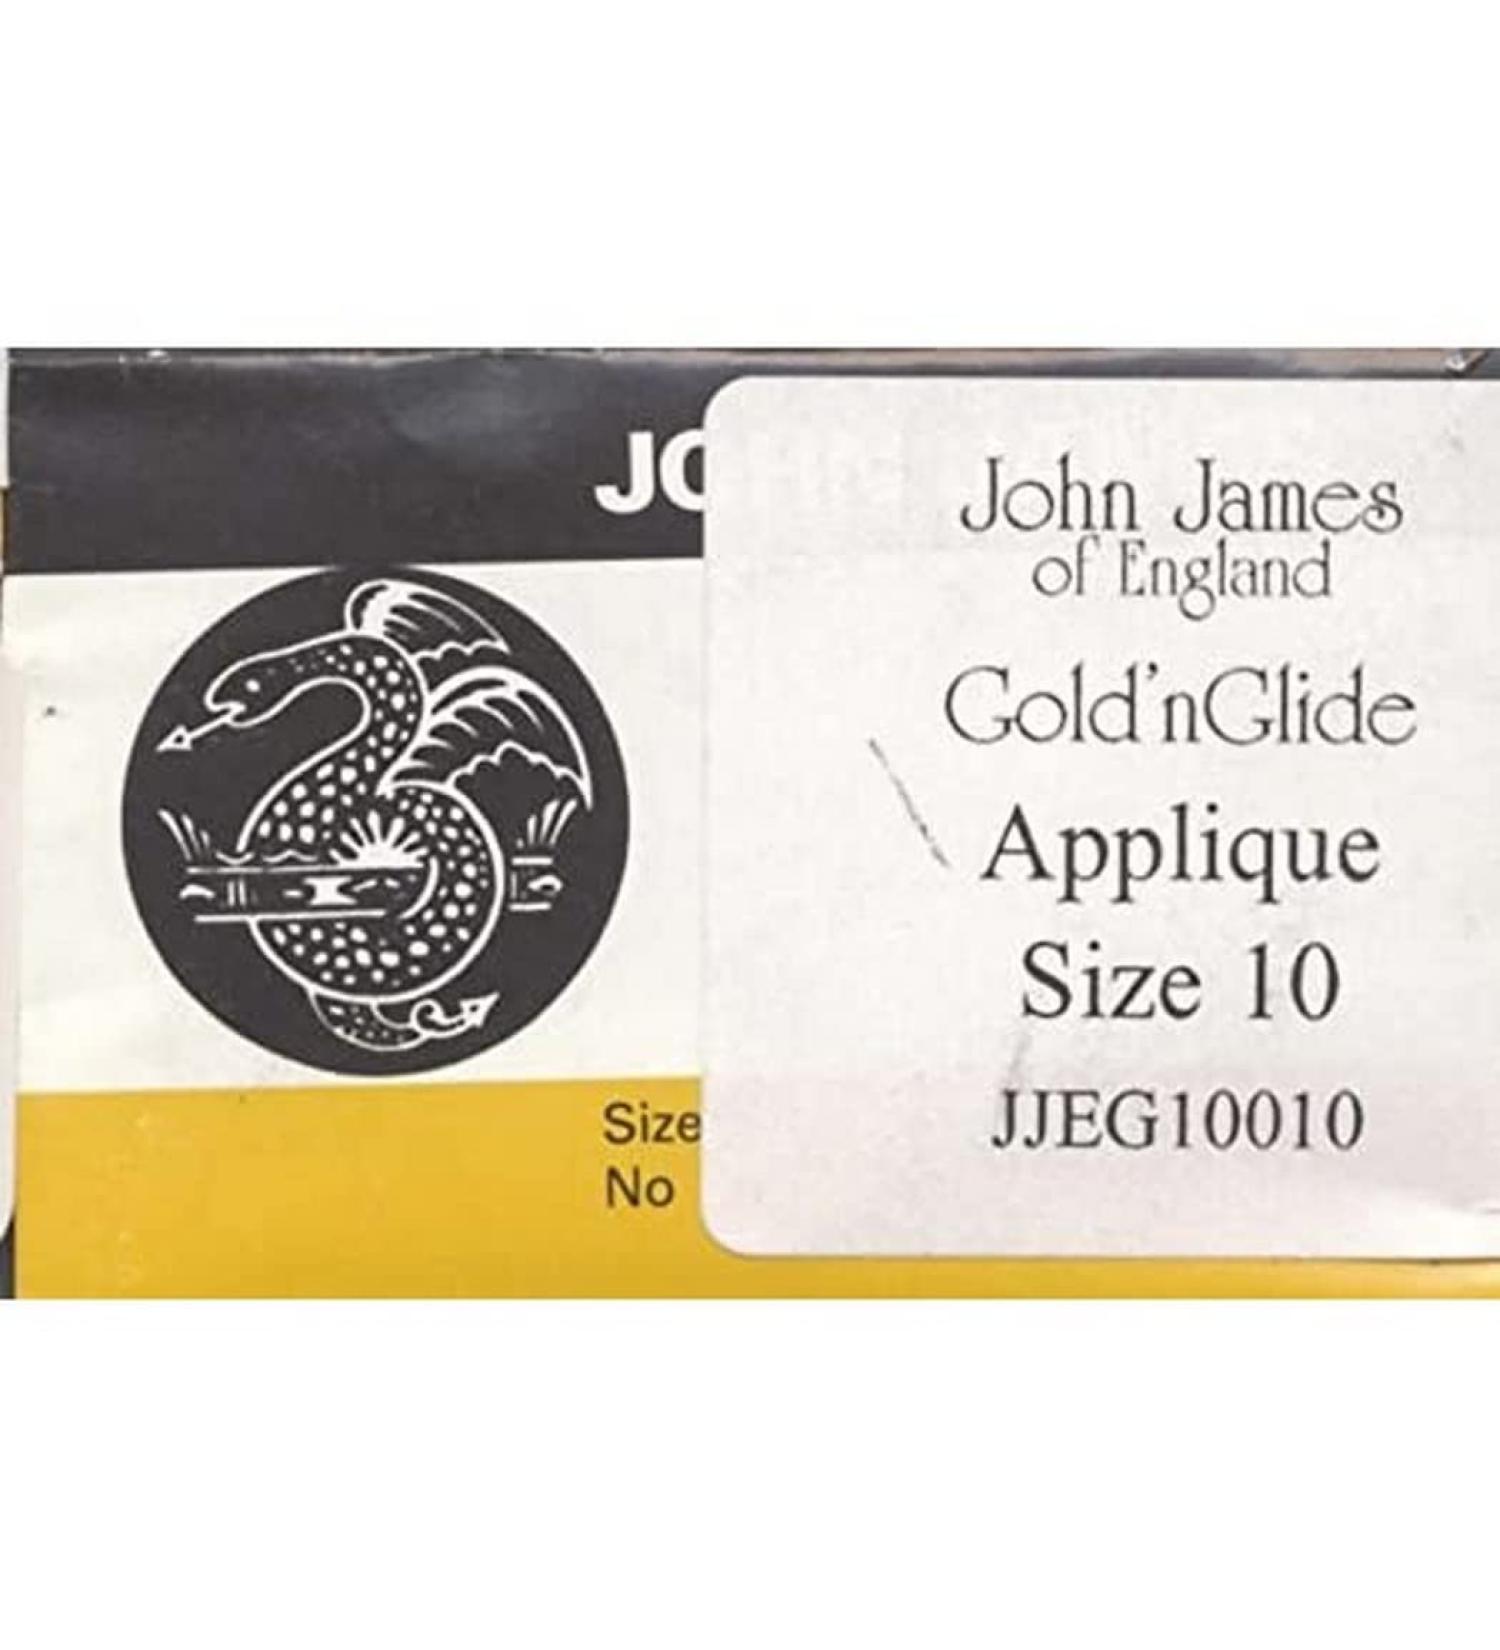 JO
John James
of England
Gold'nGlide
Applique
Size 10
JJEG10010
Size
No